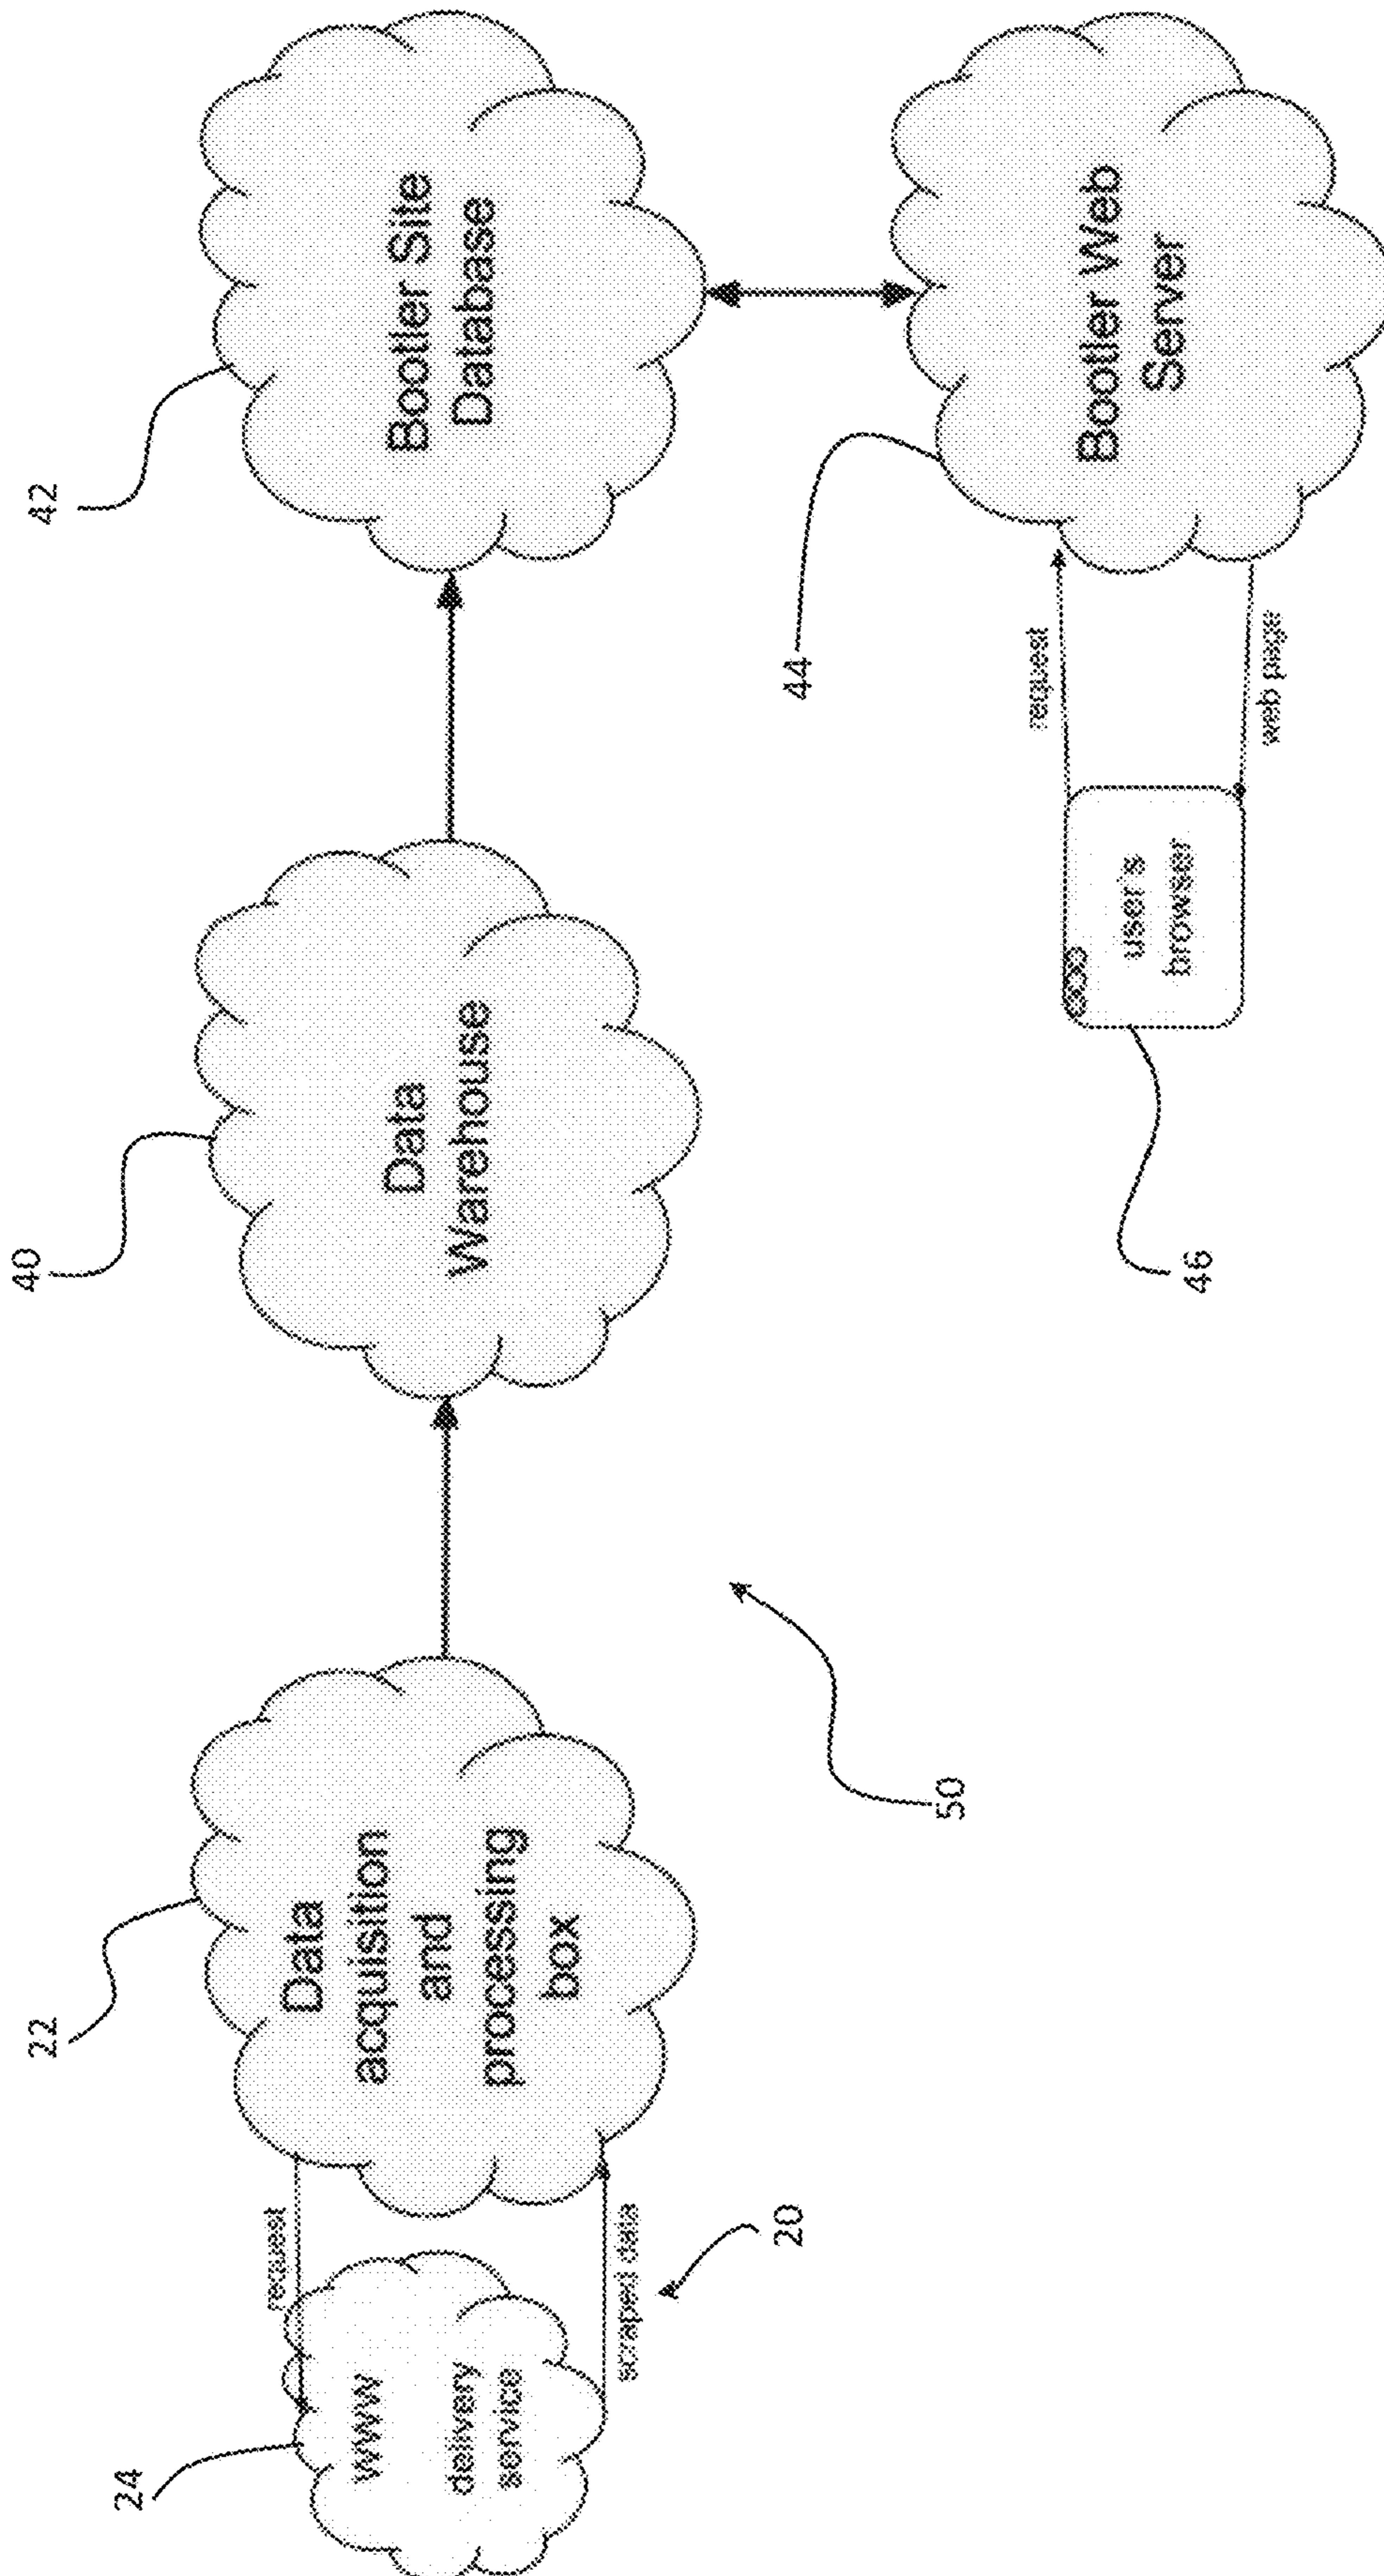 24
WWW
delivery
service
request
scraped data
20
22
Data
acquisition
and
processing
box
50
40
Data
Warehouse
42
Bootler Site
Database
44
Bootler Web
Server
request
web page
user's
browser
46